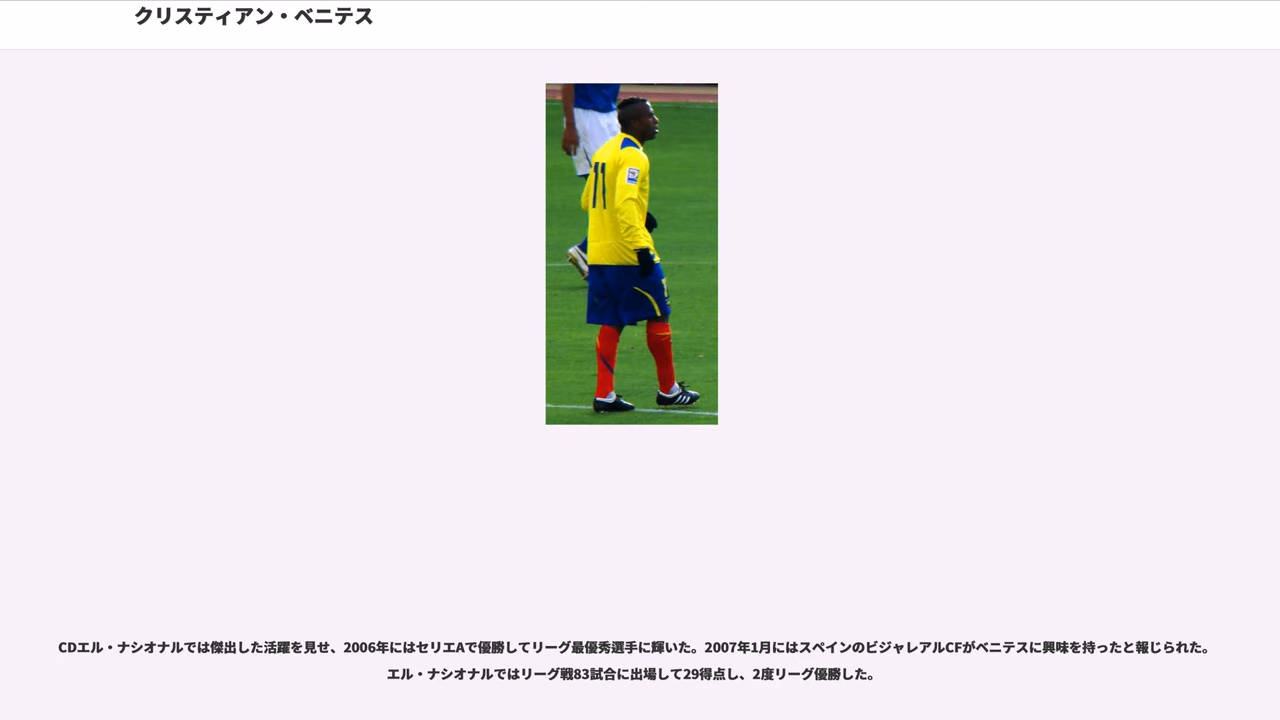 クリスティアン・ベニテス
11
CDエル・ナシオナルでは傑出した活躍を見せ、2006年にはセリエAで優勝してリーグ最優秀選手に輝いた。2007年1月にはスペインのビジャレアルCFがベニテスに興味を持ったと報じられた。
エル・ナシオナルではリーグ戦83試合に出場して29得点し、2度リーグ優勝した。